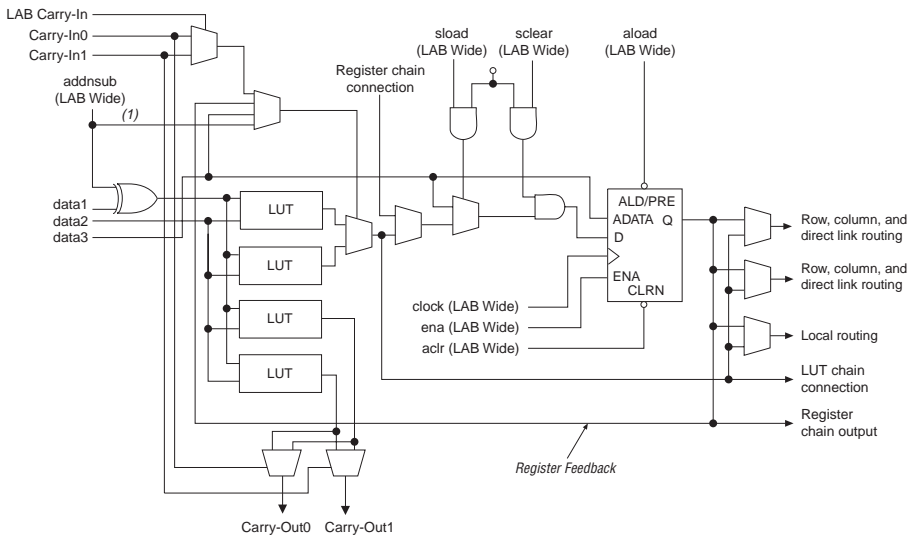 LAB Carry-In
Carry-In0
Carry-In1
addnsub
(LAB Wide)
(1)
data1
data2
data3
Register chain
connection
sload
(LAB Wide)
sclear
(LAB Wide)
aload
(LAB Wide)
LUT
LUT
LUT
LUT
ALD/PRE
ADATA
Q
D
ENA
CLRN
clock (LAB Wide)
ena (LAB Wide)
aclr (LAB Wide)
Row, column, and
direct link routing
Row, column, and
direct link routing
Local routing
LUT chain
connection
Register
chain output
Register Feedback
Carry-Out0
Carry-Out1